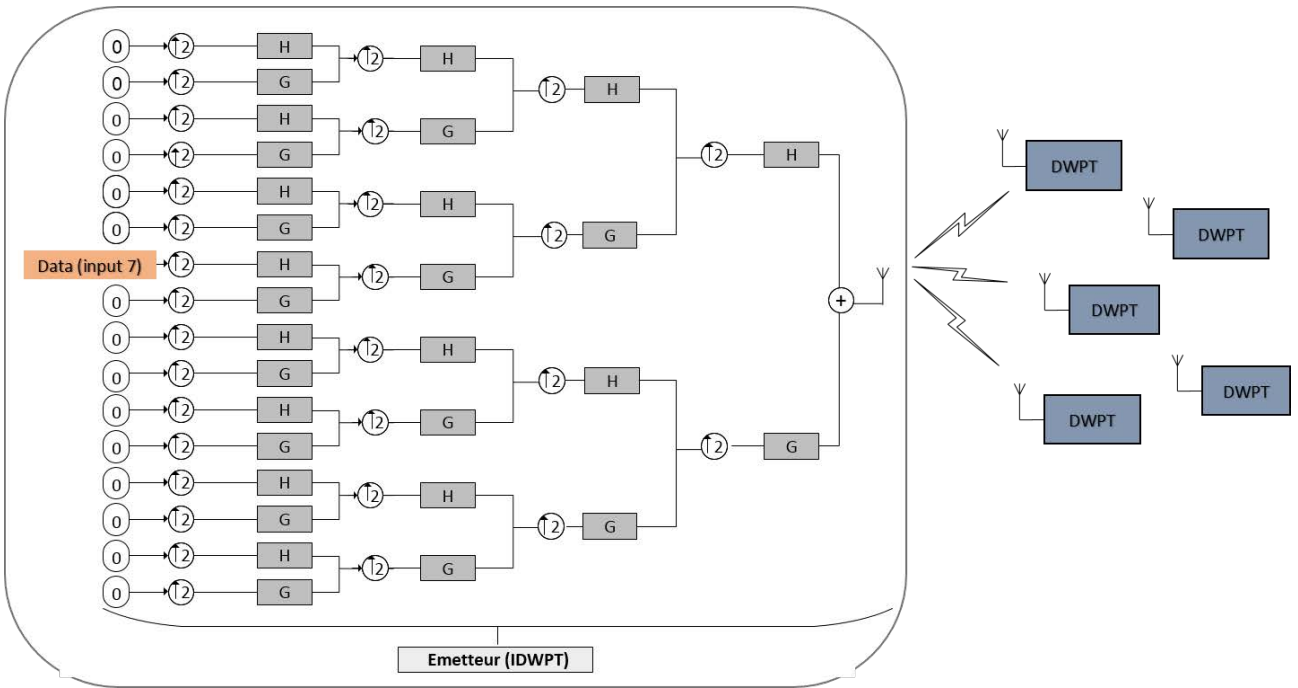 0 ↑2 H
↑2 H
0 ↑2 G
↑2 H
0 ↑2 H
↑2 G
0 ↑2 G
↑2 H
0 ↑2 H
↑2 H
0 ↑2 G
↑2 G
Data (input 7) ↑2 H
↑2 G
0 ↑2 G
+
0 ↑2 H
↑2 H
0 ↑2 G
↑2 H
0 ↑2 H
↑2 G
0 ↑2 G
↑2 G
0 ↑2 H
↑2 H
0 ↑2 G
↑2 G
0 ↑2 H
↑2 G
0 ↑2 G
Emetteur (IDWPT)
DWPT
DWPT
DWPT
DWPT
DWPT